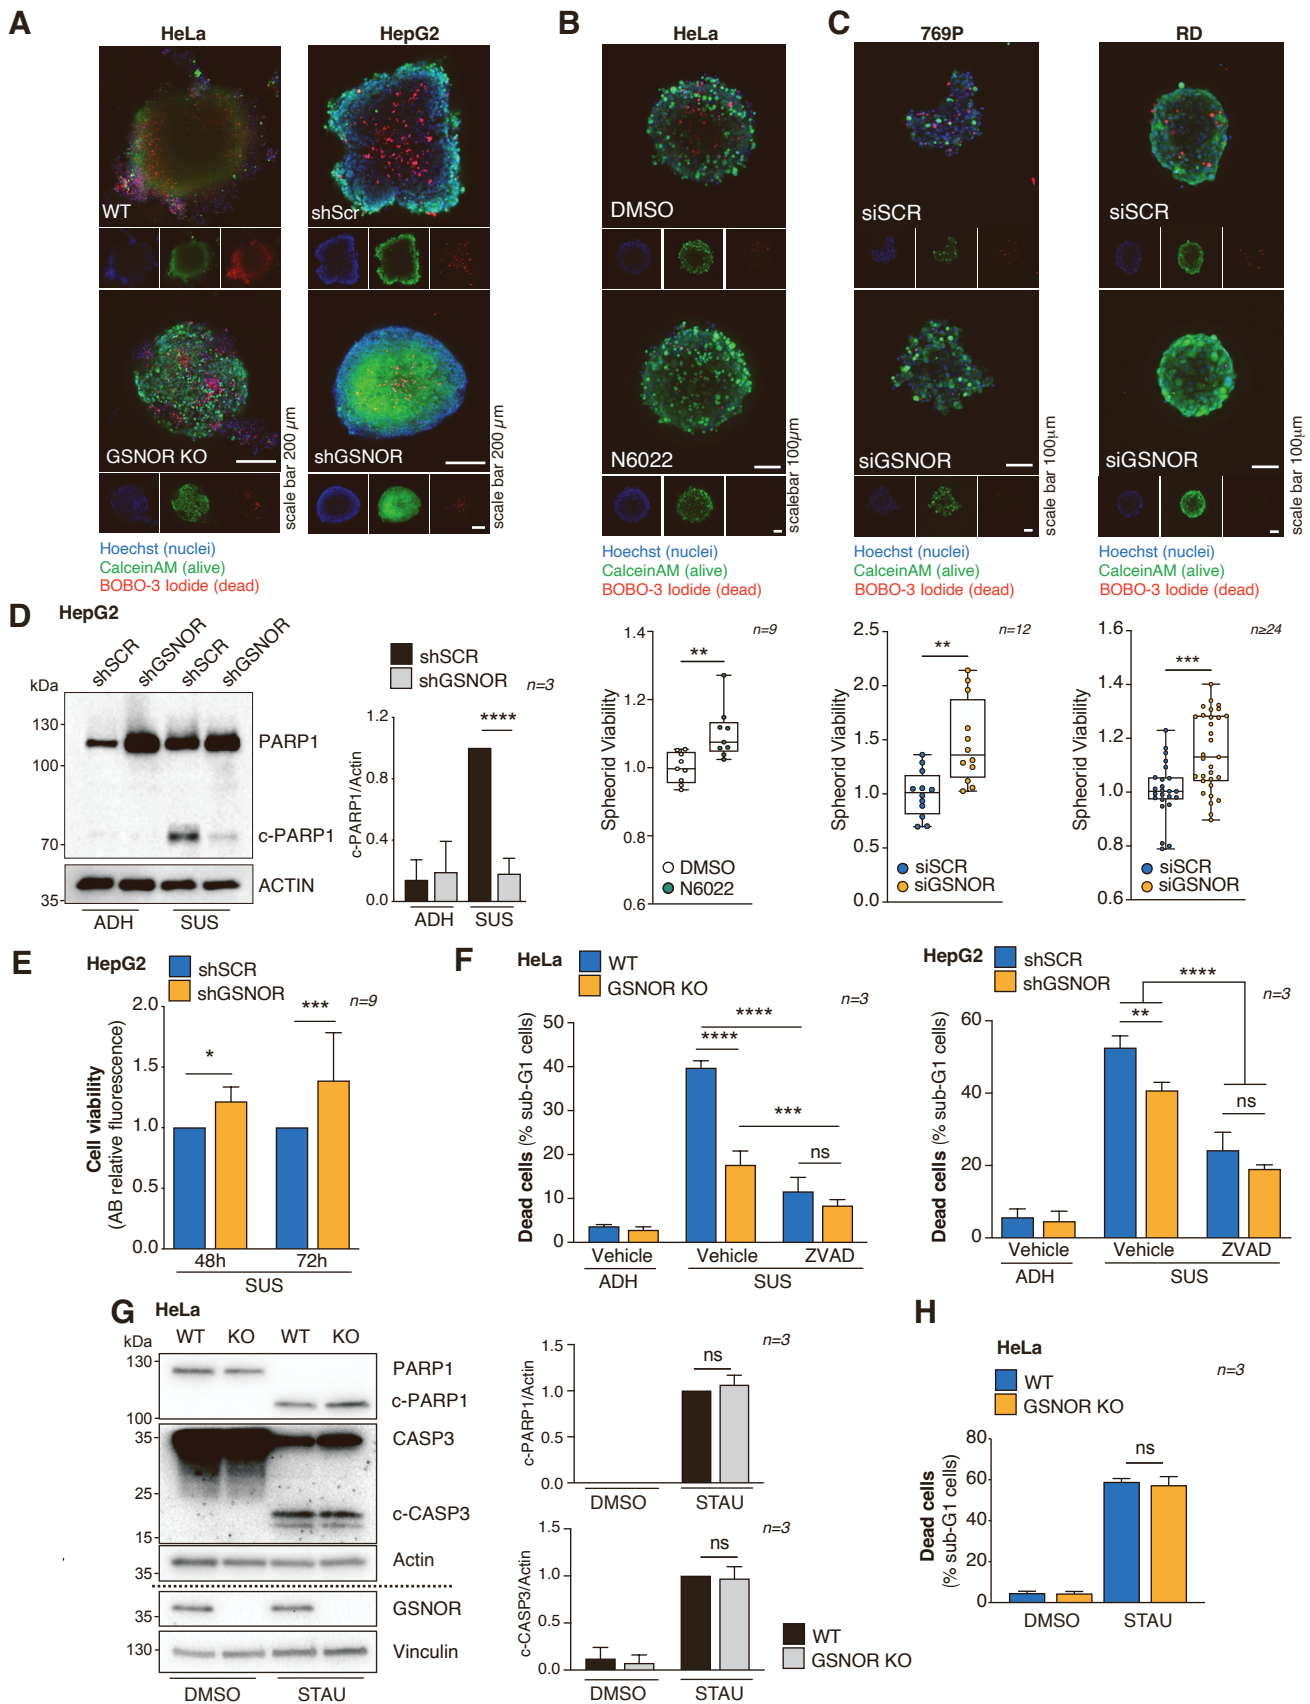 A
HeLa
HepG2
WT
shScr
GSNOR KO
shGSNOR
scale bar 200 µm
scale bar 200 µm
Hoechst (nuclei)
CalceinAM (alive)
BOBO-3 Iodide (dead)
B
HeLa
DMSO
N6022
scalebar 100µm
Hoechst (nuclei)
CalceinAM (alive)
BOBO-3 Iodide (dead)
1.4
1.2
1.0
0.8
0.6
Spheorid Viability
n=9
**
DMSO
N6022
C
769P
RD
siSCR
siSCR
siGSNOR
siGSNOR
scale bar 100µm
scale bar 100µm
Hoechst (nuclei)
CalceinAM (alive)
BOBO-3 Iodide (dead)
Hoechst (nuclei)
CalceinAM (alive)
BOBO-3 Iodide (dead)
2.5
2.0
1.5
1.0
0.5
0.0
Spheorid Viability
n=12
**
siSCR
siGSNOR
1.6
1.4
1.2
1.0
0.8
0.6
Spheorid Viability
n≥24
***
siSCR
siGSNOR
D
HepG2
shSCR
shGSNOR
shSCR
shGSNOR
kDa
130
100
70
35
PARP1
c-PARP1
ACTIN
ADH
SUS
shSCR
shGSNOR
n=3
1.2
0.8
0.4
0.0
c-PARP1/Actin
****
ADH
SUS
E
HepG2
shSCR
shGSNOR
n=9
2.0
1.5
1.0
0.5
0.0
Cell viability
(AB relative fluorescence)
*
***
48h
72h
SUS
F
HeLa
WT
GSNOR KO
n=3
50
40
30
20
10
0
Dead cells (% sub-G1 cells)
****
****
***
ns
Vehicle
Vehicle
ZVAD
ADH
SUS
HepG2
shSCR
shGSNOR
n=3
60
40
20
0
Dead cells (% sub-G1 cells)
****
**
ns
Vehicle
Vehicle
ZVAD
ADH
SUS
G
HeLa
kDa
WT
KO
WT
KO
130
100
35
25
15
35
35
130
PARP1
c-PARP1
CASP3
c-CASP3
Actin
GSNOR
Vinculin
DMSO
STAU
1.5
1.0
0.5
0.0
c-PARP1/Actin
n=3
ns
DMSO
STAU
1.5
1.0
0.5
0.0
c-CASP3/Actin
n=3
ns
DMSO
STAU
WT
GSNOR KO
H
HeLa
WT
GSNOR KO
n=3
80
60
40
20
0
Dead cells
(% sub-G1 cells)
ns
DMSO
STAU